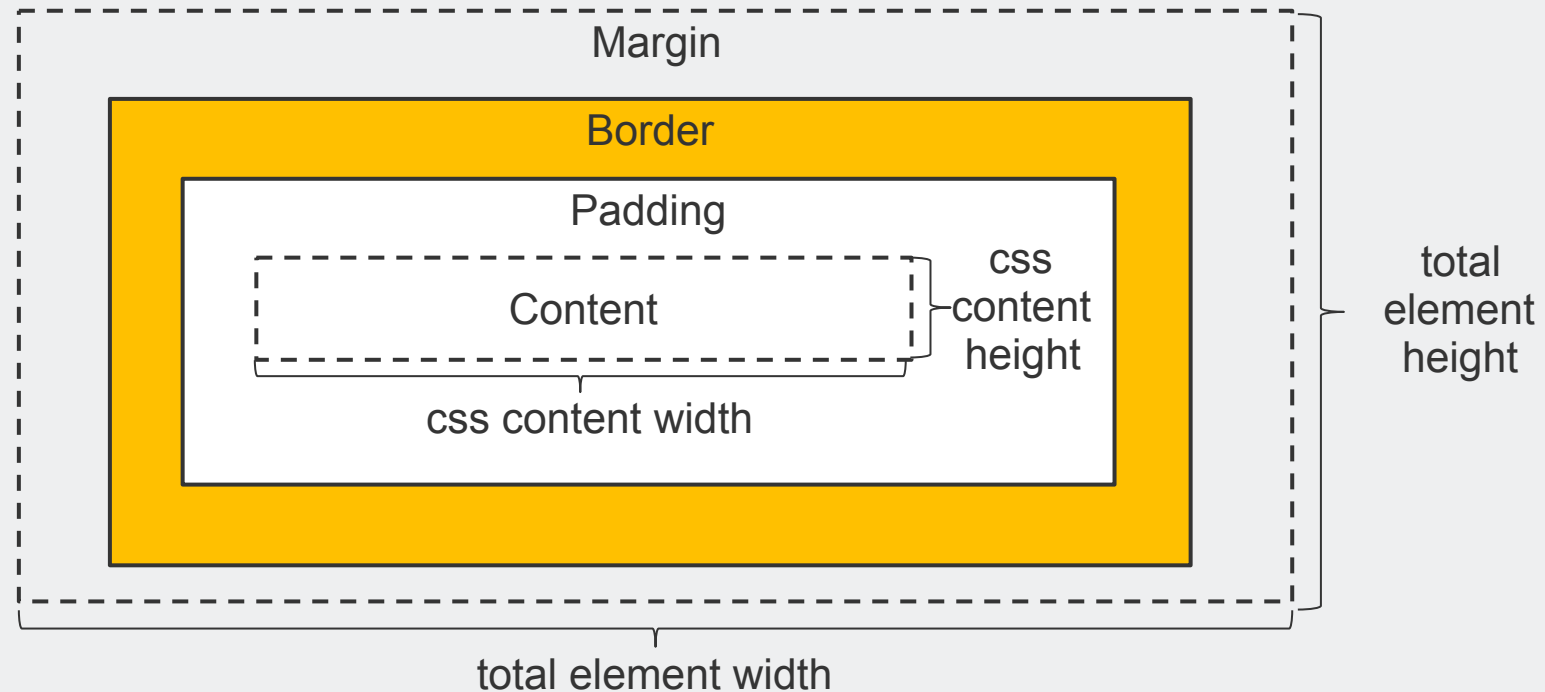 Margin
Border
Padding
Content
css
content
height
css content width
total
element
height
total element width